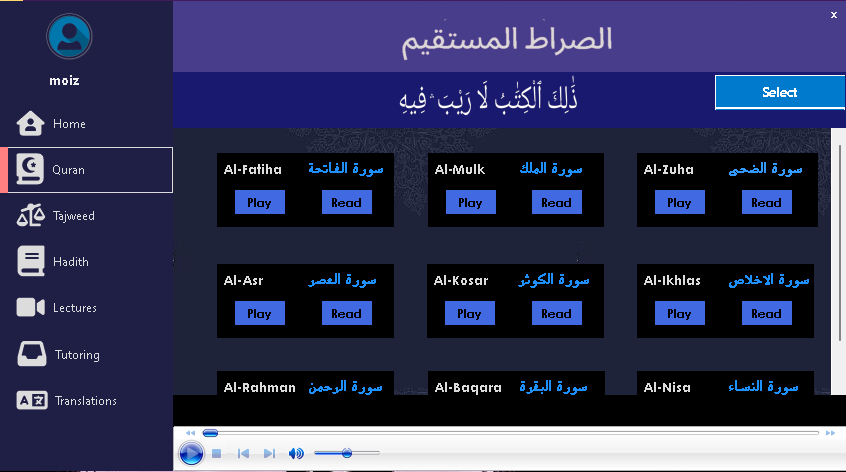 x
الصراط المستقيم
moiz
ذَٰلِكَ ٱلْكِتَٰبُ لَا رَيْبَ ۛ فِيهِ
Select
Home
Quran
Tajweed
Hadith
Lectures
Tutoring
Translations
Al-Fatiha سورة الفاتحة
Play Read
Al-Mulk سورة الملك
Play Read
Al-Zuha سورة الضحى
Play Read
Al-Asr سورة العصر
Play Read
Al-Kosar سورة الكوثر
Play Read
Al-Ikhlas سورة الاخلاص
Play Read
Al-Rahman سورة الرحمن
Al-Baqara سورة البقرة
Al-Nisa سورة النساء